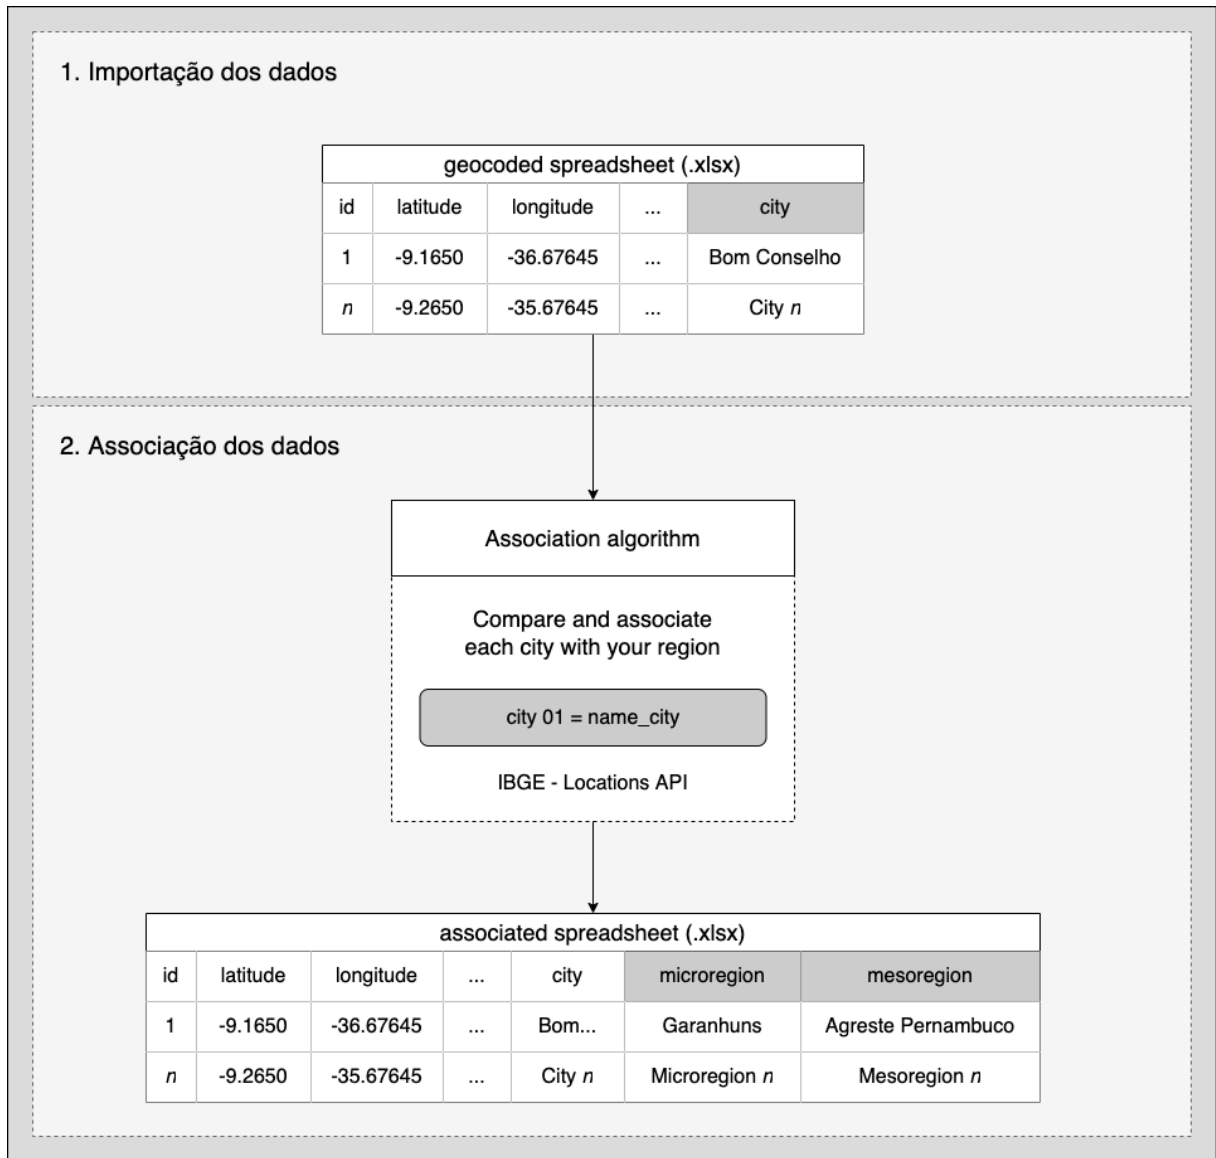 1. Importação dos dados
geocoded spreadsheet (.xlsx)
id latitude longitude ... city
1 -9.1650 -36.67645 ... Bom Conselho
n -9.2650 -35.67645 ... City n
2. Associação dos dados
Association algorithm
Compare and associate
each city with your region
city 01 = name_city
IBGE - Locations API
associated spreadsheet (.xlsx)
id latitude longitude ... city microregion mesoregion
1 -9.1650 -36.67645 ... Bom... Garanhuns Agreste Pernambuco
n -9.2650 -35.67645 ... City n Microregion n Mesoregion n